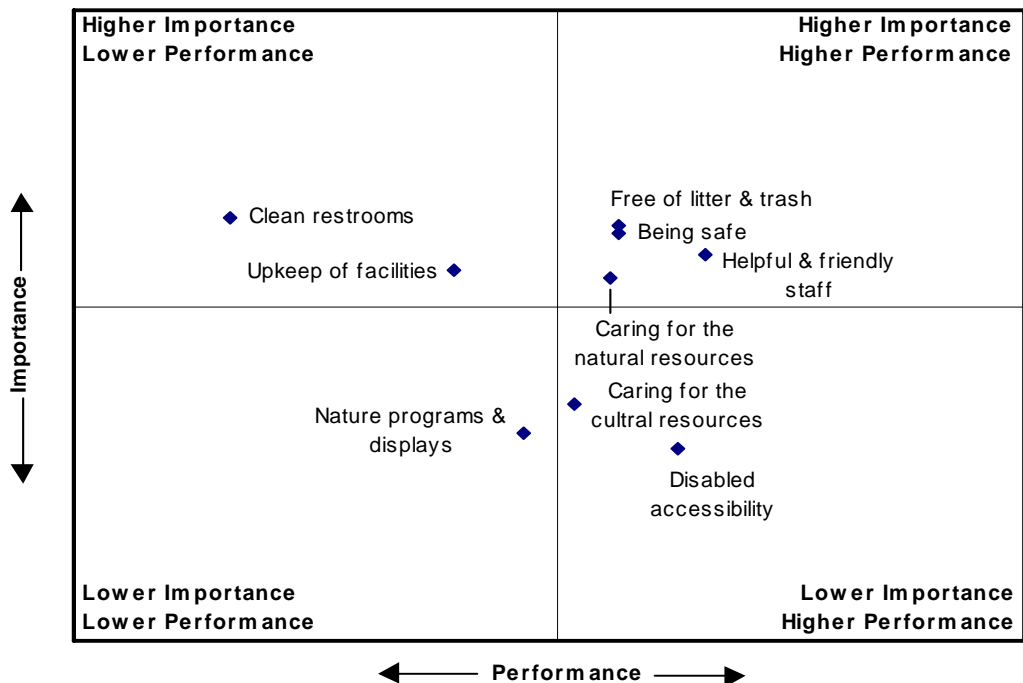 Higher Importance
Lower Performance
Higher Importance
Higher Performance
Free of litter & trash
Clean restrooms
Being safe
Upkeep of facilities
Helpful & friendly
staff
Importance
Caring for the
natural resources
Caring for the
cultral resources
Nature programs &
displays
Disabled
accessibility
Lower Importance
Lower Performance
Lower Importance
Higher Performance
Performance